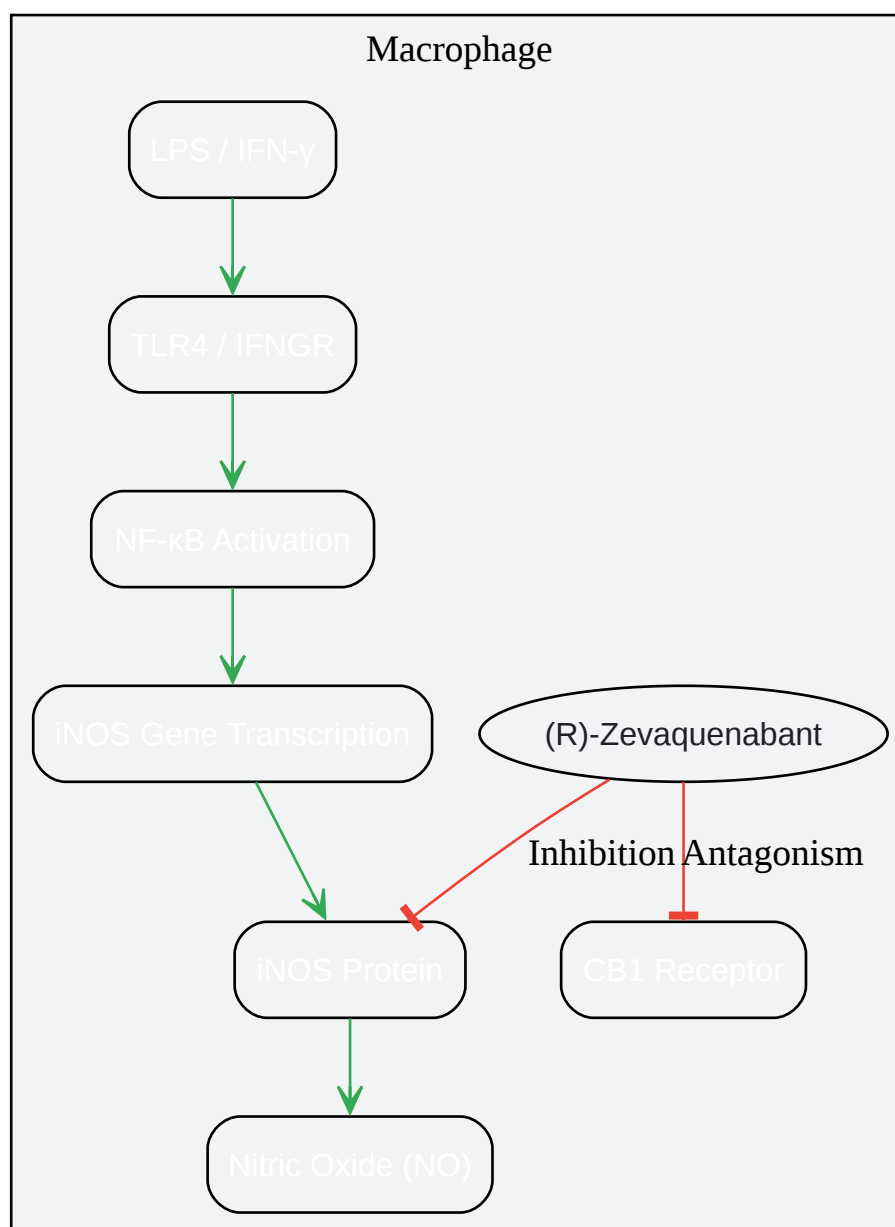 Macrophage
LPS / IFN-γ
TLR4 / IFNGR
NF-κB Activation
iNOS Gene Transcription
(R)-Zevaquenabant
Inhibition
Antagonism
iNOS Protein
CB1 Receptor
Nitric Oxide (NO)